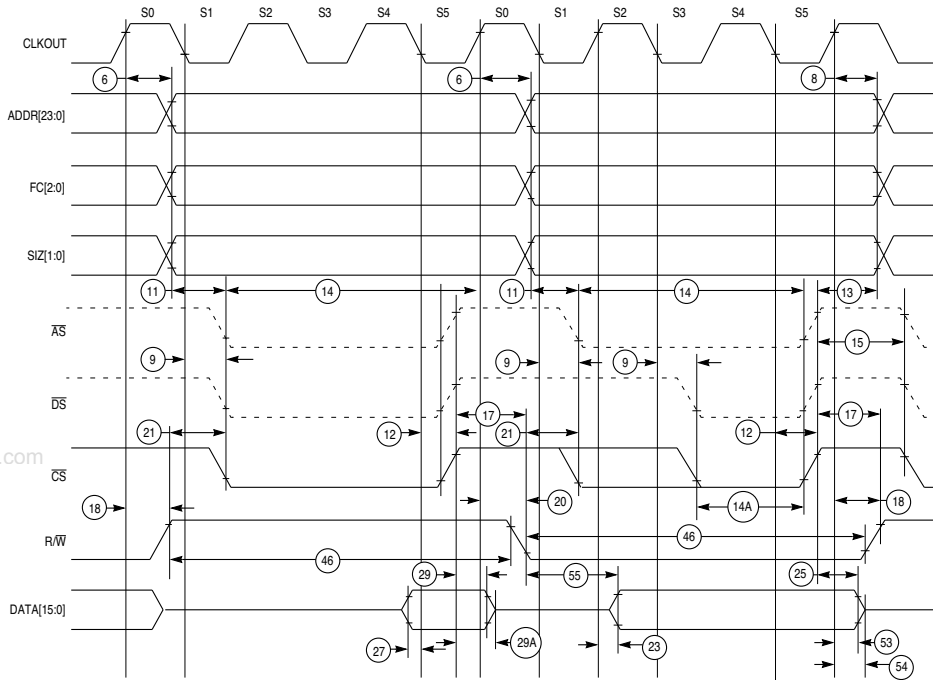 S0 S1 S2 S3 S4 S5 S0 S1 S2 S3 S4 S5
CLKOUT
6 6 8
ADDR[23:0]
FC[2:0]
SIZ[1:0]
11 14 11 14 13
AS
15
9 9 9
DS
17 17
21 12 21 12
.com
CS
18 20 14A 18
R/W
46 46
29 55 25
DATA[15:0]
27 29A 23 53
54